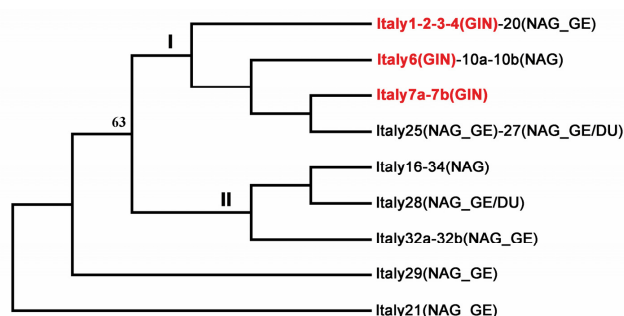 I
Italy1-2-3-4(GIN)-20(NAG_GE)
Italy6(GIN)-10a-10b(NAG)
Italy7a-7b(GIN)
63
Italy25(NAG_GE)-27(NAG_GE/DU)
Italy16-34(NAG)
II
Italy28(NAG_GE/DU)
Italy32a-32b(NAG_GE)
Italy29(NAG_GE)
Italy21(NAG_GE)